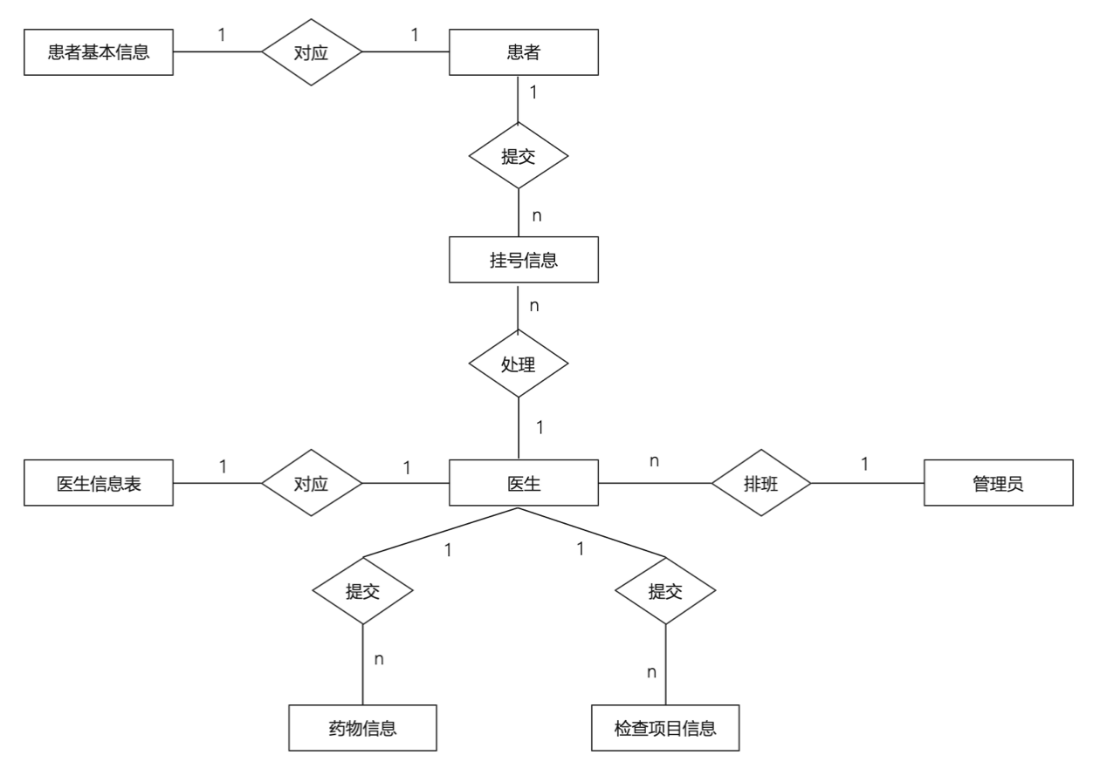 患者基本信息
1
对应
1
患者
1
提交
n
挂号信息
n
处理
1
医生信息表
1
对应
1
医生
n
排班
1
管理员
1
1
提交
提交
n
n
药物信息
检查项目信息